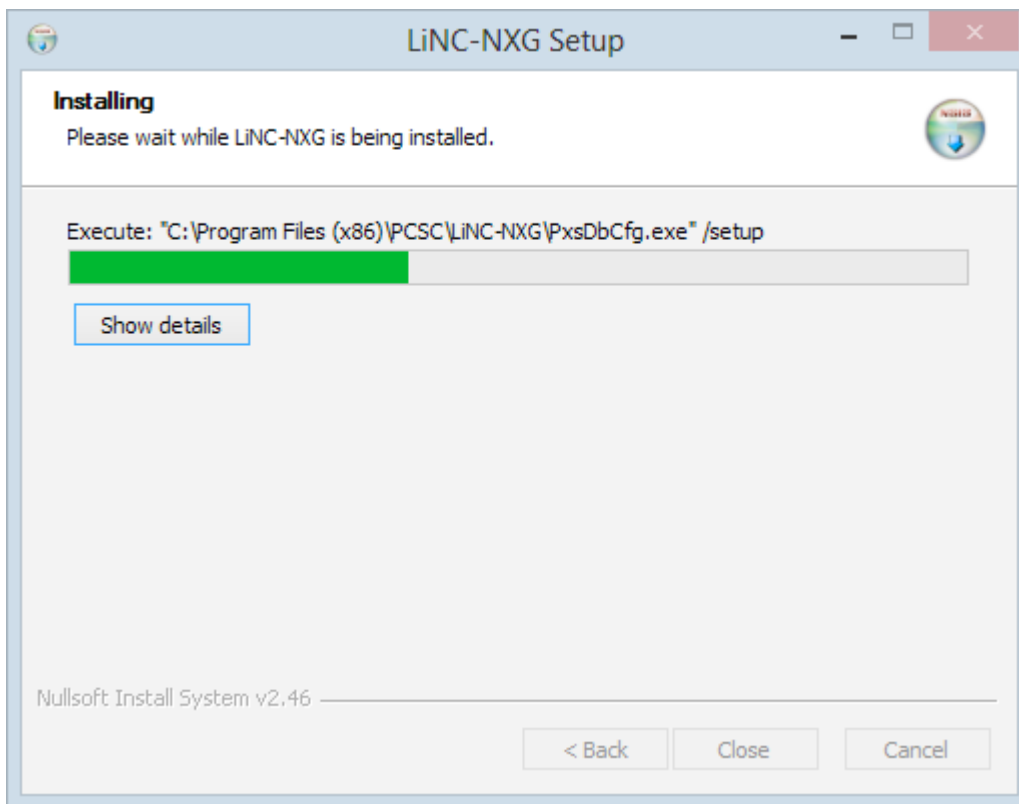 LiNC-NXG Setup
Installing
Please wait while LiNC-NXG is being installed.
Execute: "C:\Program Files (x86)\PCSC\LiNC-NXG\PxsDbCfg.exe" /setup
Show details
Nullsoft Install System v2.46
< Back Close Cancel